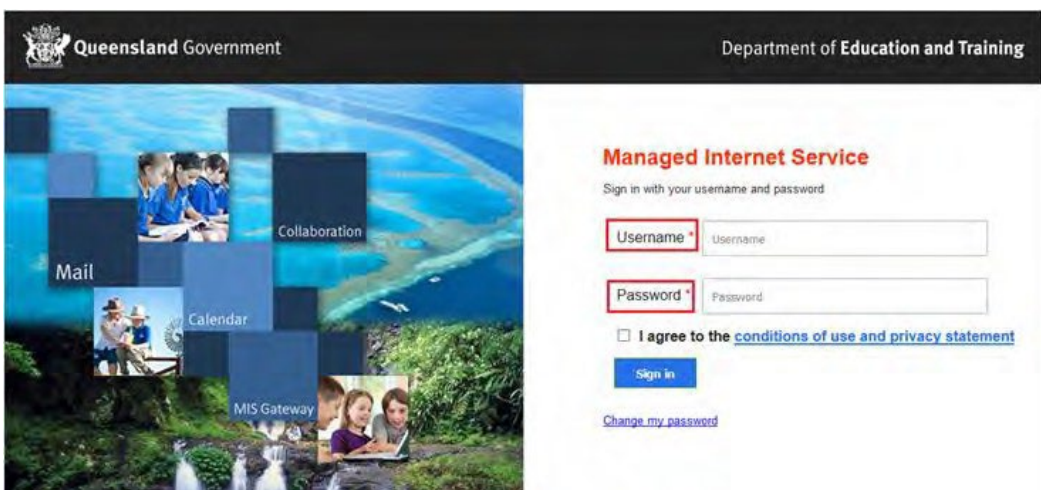 Queensland Government
Department of Education and Training
Mail
Collaboration
Calendar
MIS Gateway
Managed Internet Service
Sign in with your username and password
Username * Username
Password * Password
I agree to the conditions of use and privacy statement
Sign in
Change my password